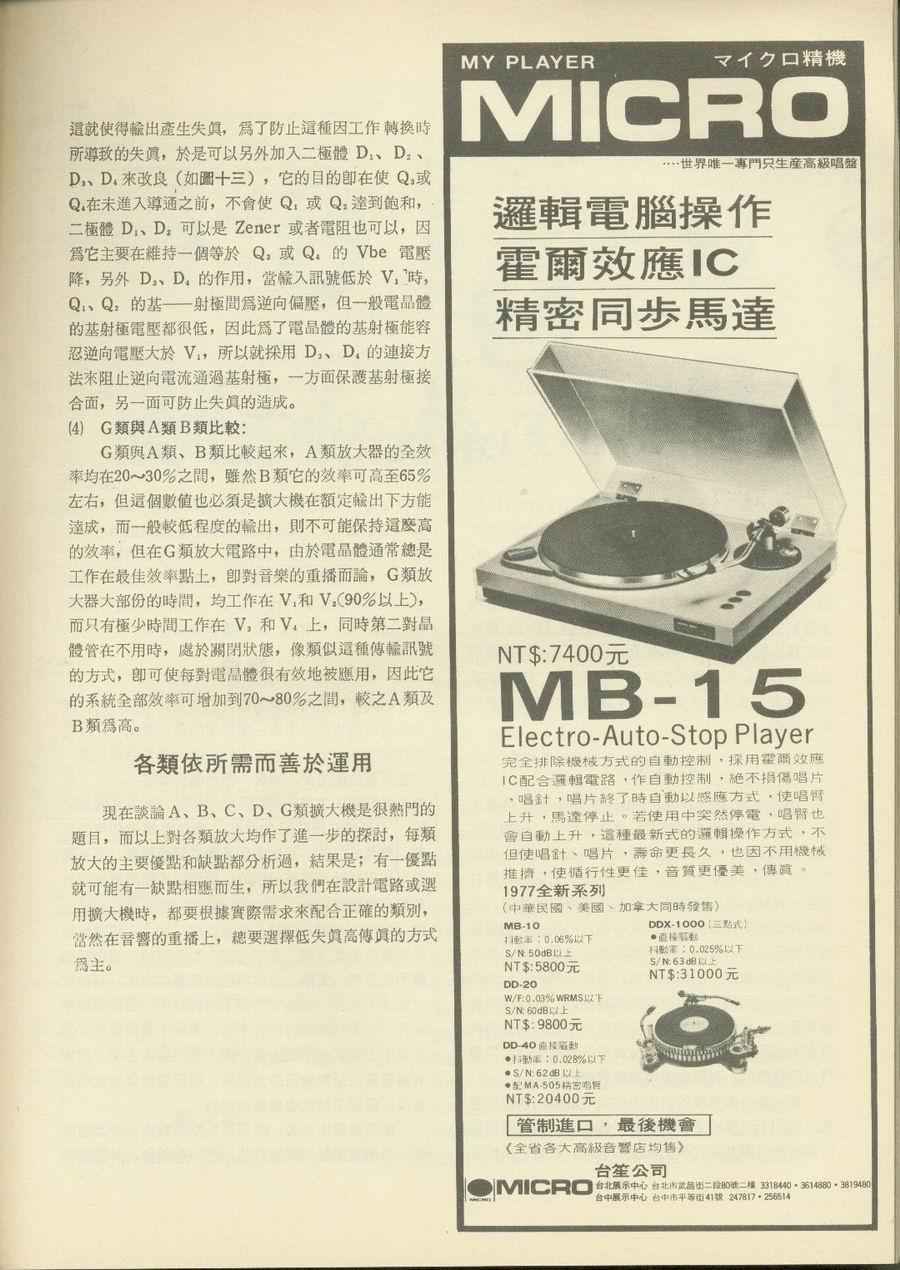 這就使得輸出產生失眞，爲了防止這種因工作轉換時
所導致的失眞，於是可以另外加入二極體 D₁、D₂、
D₃、D₄來改良（如圖十三），它的目的卽在使 Q₃或
Q₄在未進入導通之前，不會使 Q₁ 或 Q₂達到飽和，
二極體 D₁、D₂ 可以是 Zener 或者電阻也可以，因
爲它主要在維持一個等於 Q₃ 或 Q₄ 的 Vbe 電壓
降，另外 D₃、D₄ 的作用，當輸入訊號低於 V₁時，
Q₁、Q₂ 的基——射極間爲逆向偏壓，但一般電晶體
的基射極電壓都很低，因此爲了電晶體的基射極能容
忍逆向電壓大於 V₁，所以就採用 D₃、D₄ 的連接方
法來阻止逆向電流通過基射極，一方面保護基射極接
合面，另一面可防止失眞的造成。
⑷ G類與A類B類比較：
G類與A類、B類比較起來，A類放大器的全效
率均在20～30％之間，雖然B類它的效率可高至65％
左右，但這個數値也必須是擴大機在額定輸出下方能
達成，而一般較低程度的輸出，則不可能保持這麼高
的效率，但在G類放大電路中，由於電晶體通常總是
工作在最佳效率點上，卽對音樂的重播而論，G類放
大器大部份的時間，均工作在 V₁和 V₂(90％以上)，
而只有極少時間工作在 V₃ 和 V₄ 上，同時第二對晶
體管在不用時，處於關閉狀態，像類似這種傳輸訊號
的方式，卽可使每對電晶體很有效地被應用，因此它
的系統全部效率可增加到70～80％之間，較之A類及
B類爲高。
各類依所需而善於運用
現在談論A、B、C、D、G類擴大機是很熱門的
題目，而以上對各類放大均作了進一步的探討，每類
放大的主要優點和缺點都分析過，結果是；有一優點
就可能有一缺點相應而生，所以我們在設計電路或選
用擴大機時，都要根據實際需求來配合正確的類別，
當然在音響的重播上，總要選擇低失眞高傳眞的方式
爲主。
MY PLAYER マイクロ精機
MICRO
‥‥世界唯一專門只生產高級唱盤
邏輯電腦操作
霍爾效應IC
精密同步馬達
NT$:7400元
MB-15
Electro-Auto-Stop Player
完全排除機械方式的自動控制，採用霍爾效應
IC配合邏輯電路，作自動控制，絶不損傷唱片
、唱針，唱片終了時自動以感應方式，使唱臂
上升，馬達停止。若使用中突然停電，唱臂也
會自動上升，這種最新式的邏輯操作方式，不
但使唱針、唱片，壽命更長久，也因不用機械
推擠，使循行性更佳，音質更優美，傳眞。
1977全新系列
(中華民國、美國、加拿大同時發售)
MB-10
抖動率：0.06%以下
S/N: 50dB以上
NT$:5800元
DD-20
W/F: 0.03% WRMS以下
S/N: 60dB以上
NT$: 9800元
DD-40 直接驅動
●抖動率：0.028%以下
●S/N: 62dB以上
●配MA-505精密唱臂
NT$:20400元
DDX-1000 (三點式)
●直接驅動
抖動率：0.025%以下
S/N: 63dB以上
NT$:31000元
管制進口，最後機會
《全省各大高級音響店均售》
台笙公司
MICRO
MICRO
台北展示中心 台北市武昌街二段80號二樓 3318440・3614880・3819480
台中展示中心 台中市平等街41號 247817・256514